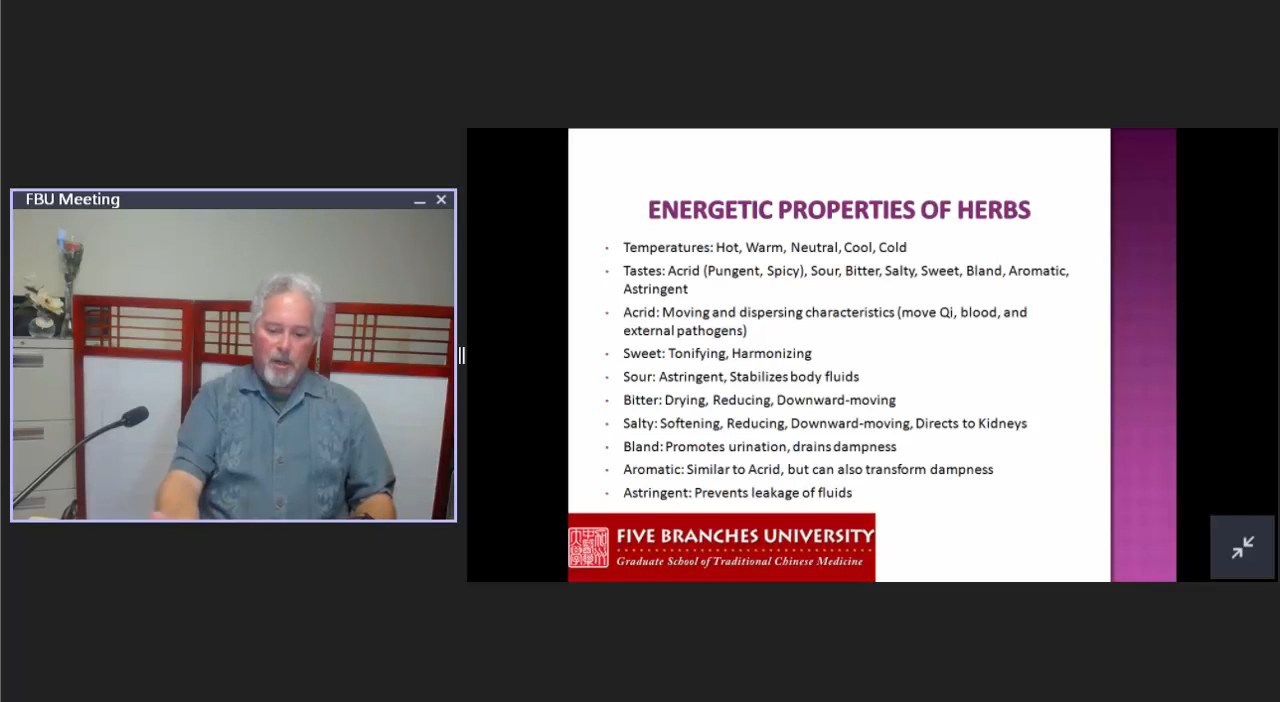 FBU Meeting
ENERGETIC PROPERTIES OF HERBS
Temperatures: Hot, Warm, Neutral, Cool, Cold
Tastes: Acrid (Pungent, Spicy), Sour, Bitter, Salty, Sweet, Bland, Aromatic,
Astringent
Acrid: Moving and dispersing characteristics (move Qi, blood, and
external pathogens)
Sweet: Tonifying, Harmonizing
Sour: Astringent, Stabilizes body fluids
Bitter: Drying, Reducing, Downward-moving
Salty: Softening, Reducing, Downward-moving, Directs to Kidneys
Bland: Promotes urination, drains dampness
Aromatic: Similar to Acrid, but can also transform dampness
Astringent: Prevents leakage of fluids
FIVE BRANCHES UNIVERSITY
Graduate School of Traditional Chinese Medicine